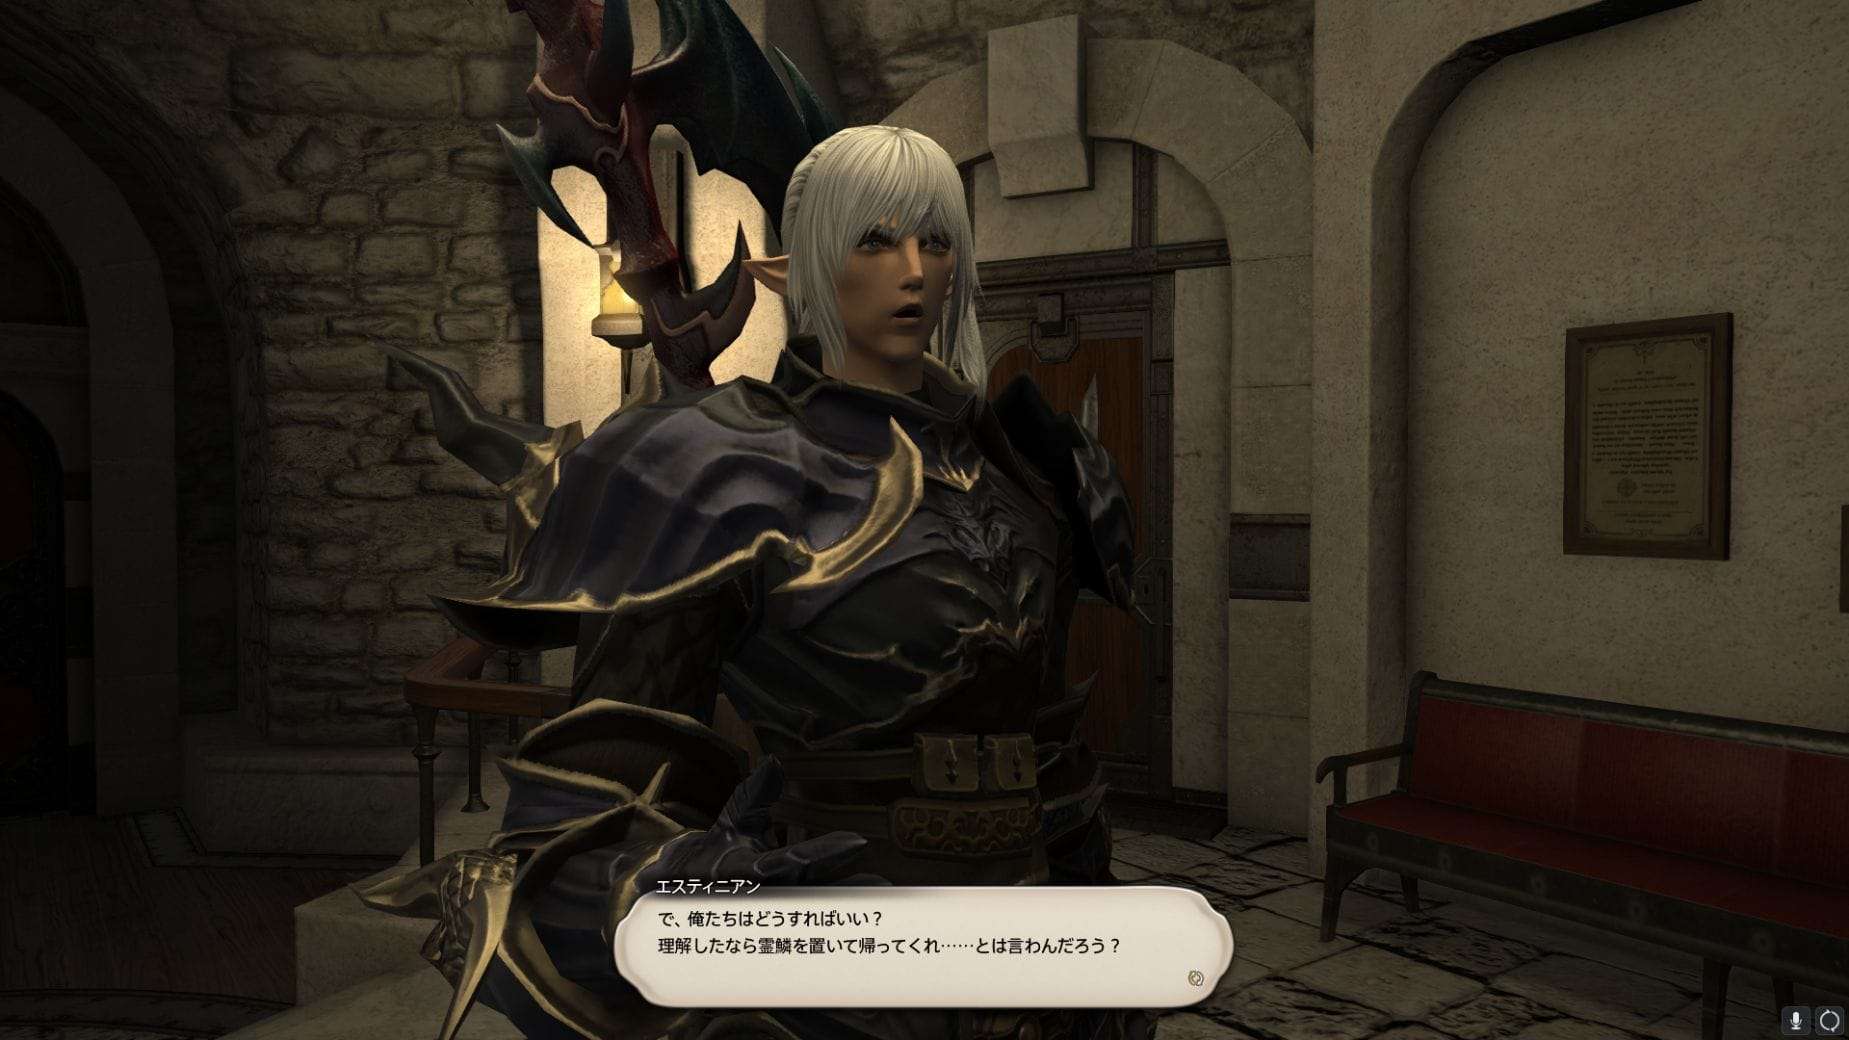 エスティニアン
で、俺たちはどうすればいい？
理解したなら霊鱗を置いて帰ってくれ……とは言わんだろう？